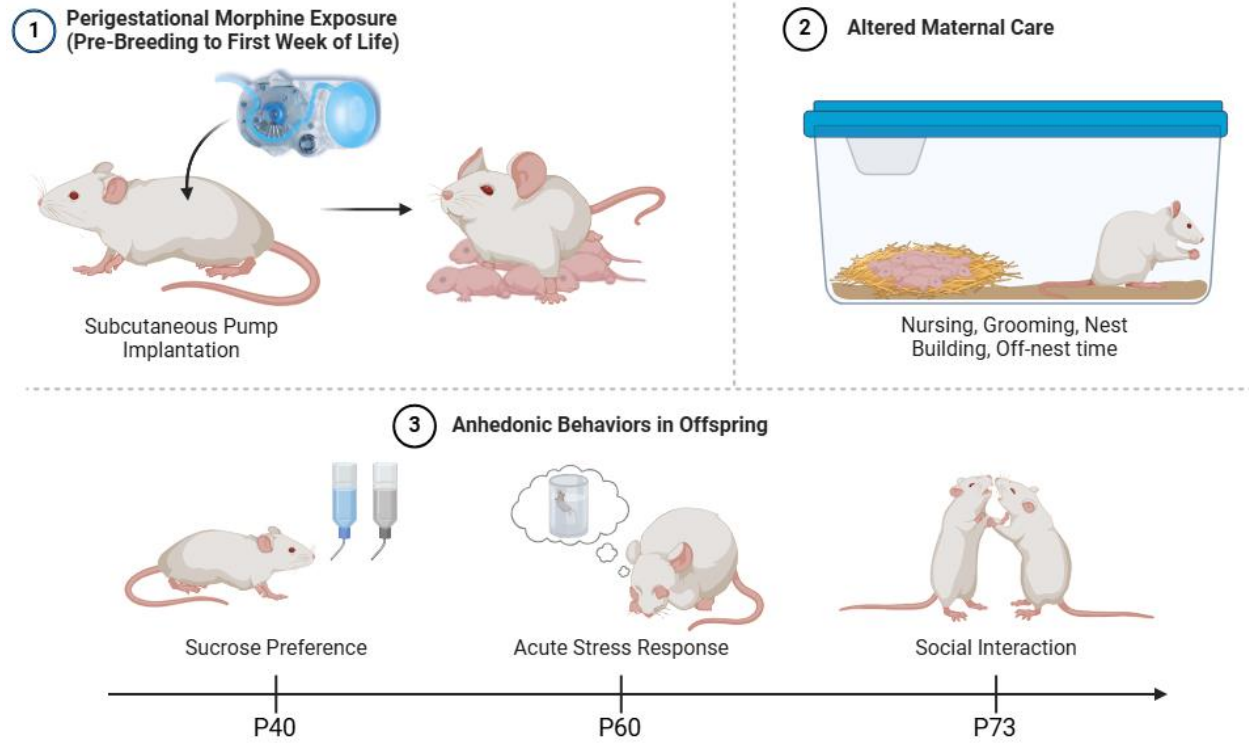 1
Perigestational Morphine Exposure
(Pre-Breeding to First Week of Life)
Subcutaneous Pump
Implantation
2
Altered Maternal Care
Nursing, Grooming, Nest
Building, Off-nest time
3
Anhedonic Behaviors in Offspring
Sucrose Preference
Acute Stress Response
Social Interaction
P40
P60
P73